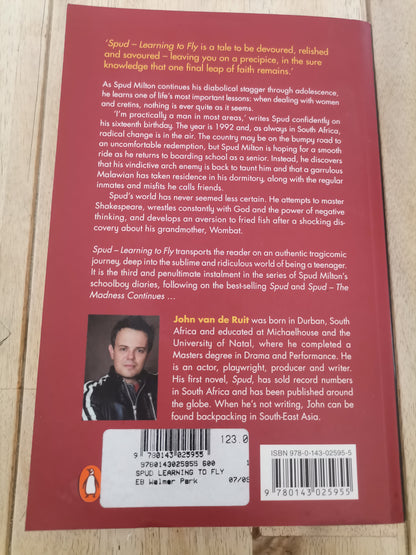 'Spud – Learning to Fly is a tale to be devoured, relished
and savoured – leaving you on a precipice, in the sure
knowledge that one final leap of faith remains.'
As Spud Milton continues his diabolical stagger through adolescence,
he learns one of life's most important lessons: when dealing with women
and cretins, nothing is ever quite as it seems.
'I'm practically a man in most areas,' writes Spud confidently on
his sixteenth birthday. The year is 1992 and, as always in South Africa,
radical change is in the air. The country may be on the bumpy road to
an uncomfortable redemption, but Spud Milton is hoping for a smooth
ride as he returns to boarding school as a senior. Instead, he discovers
that his vindictive arch enemy is back to taunt him and that a garrulous
Malawian has taken residence in his dormitory, along with the regular
inmates and misfits he calls friends.
Spud's world has never seemed less certain. He attempts to master
Shakespeare, wrestles constantly with God and the power of negative
thinking, and develops an aversion to fried fish after a shocking dis-
covery about his grandmother, Wombat.
Spud – Learning to Fly transports the reader on an authentic tragicomic
journey, deep into the sublime and ridiculous world of being a teenager.
It is the third and penultimate instalment in the series of Spud Milton's
schoolboy diaries, following on the best-selling Spud and Spud – The
Madness Continues ...
John van de Ruit was born in Durban, South
Africa and educated at Michaelhouse and the
University of Natal, where he completed a
Masters degree in Drama and Performance. He
is an actor, playwright, producer and writer.
His first novel, Spud, has sold record numbers
in South Africa and has been published around
the globe. When he's not writing, John can be
found backpacking in South-East Asia.
123.0
9 780143 025955
9780143025955 600
SPUD LEARNING TO FLY
EB Walmer Park 07/09
ISBN 978-0-143-02595-5
9 780143 025955